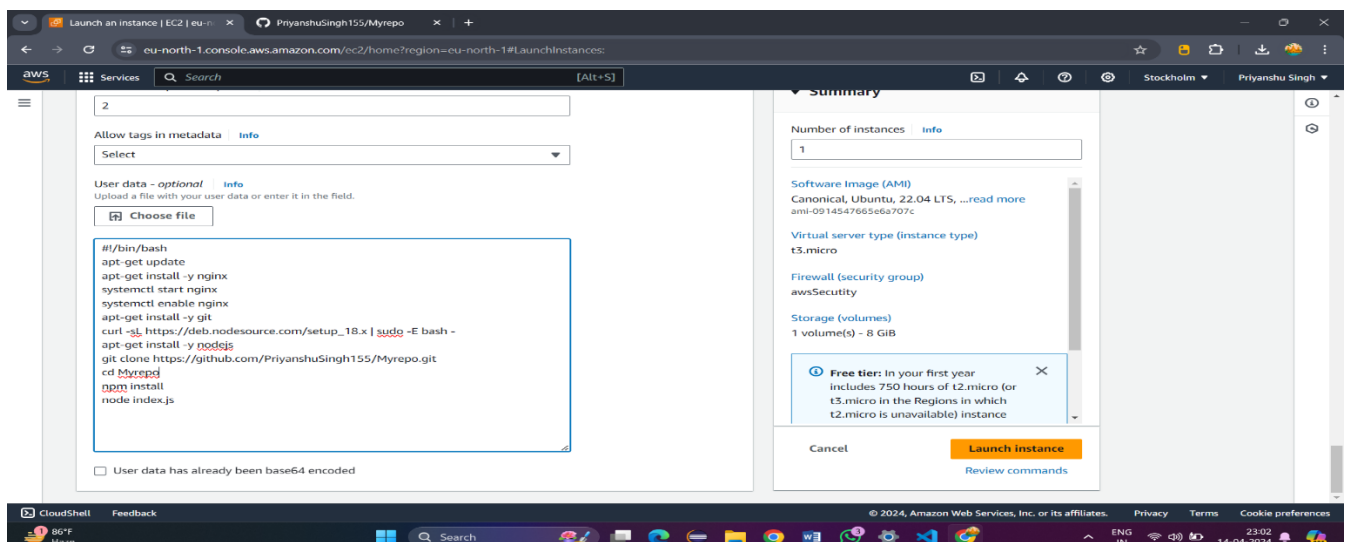 Launch an instance | EC2 | eu-n
PriyanshuSingh155/Myrepo
eu-north-1.console.aws.amazon.com/ec2/home?region=eu-north-1#LaunchInstances:
aws
Services
Search
[Alt+S]
Stockholm
Priyanshu Singh
2
Allow tags in metadata
Info
Select
User data - optional
Info
Upload a file with your user data or enter it in the field.
Choose file
#!/bin/bash
apt-get update
apt-get install -y nginx
systemctl start nginx
systemctl enable nginx
apt-get install -y git
curl -sL https://deb.nodesource.com/setup_18.x | sudo -E bash -
apt-get install -y nodejs
git clone https://github.com/PriyanshuSingh155/Myrepo.git
cd Myrepo
npm install
node index.js
User data has already been base64 encoded
Summary
Number of instances
Info
1
Software Image (AMI)
Canonical, Ubuntu, 22.04 LTS, ...read more
ami-0914547665e6a707c
Virtual server type (instance type)
t3.micro
Firewall (security group)
awsSecutity
Storage (volumes)
1 volume(s) - 8 GiB
Free tier: In your first year
includes 750 hours of t2.micro (or
t3.micro in the Regions in which
t2.micro is unavailable) instance
Cancel
Launch instance
Review commands
CloudShell
Feedback
© 2024, Amazon Web Services, Inc. or its affiliates.
Privacy
Terms
Cookie preferences
1
86°F
Haze
Search
3
ENG
IN
23:02
14-04-2024